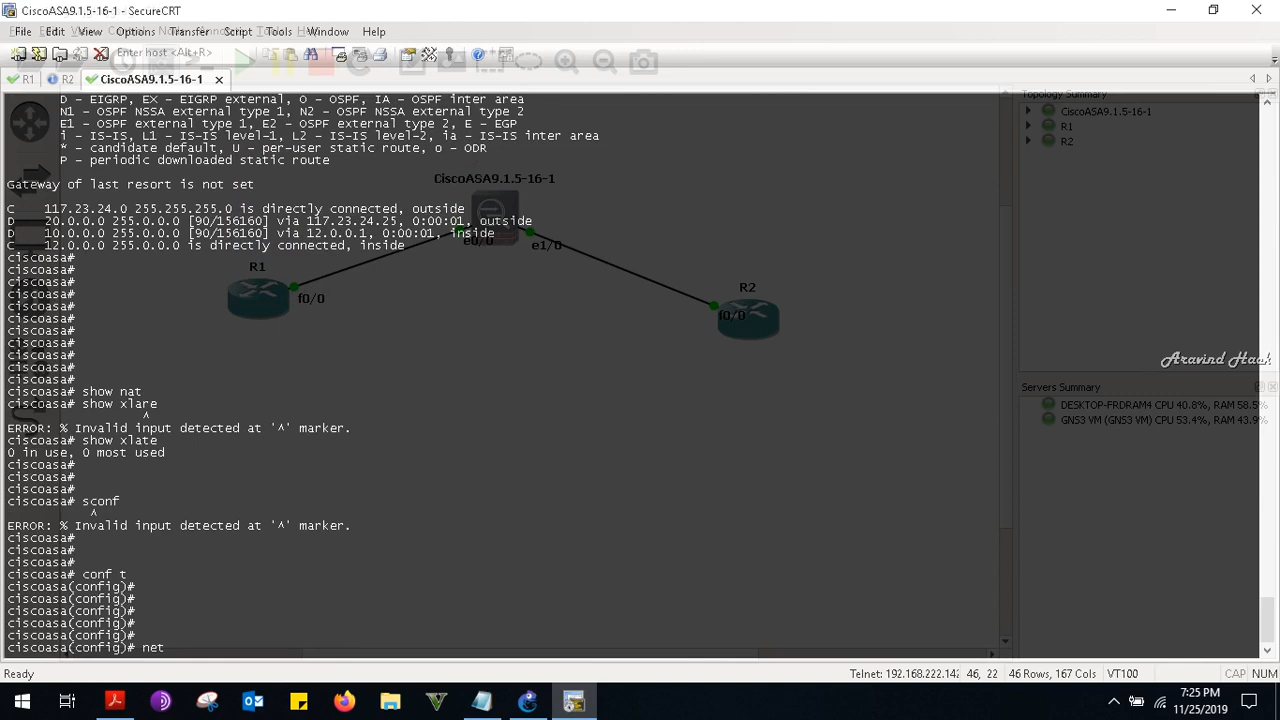 CiscoASA9.1.5-16-1 - SecureCRT
File Edit View Options Transfer Script Tools Window Help
Enter host <Alt+R>
R1 R2 CiscoASA9.1.5-16-1
D - EIGRP, EX - EIGRP external, O - OSPF, IA - OSPF inter area
N1 - OSPF NSSA external type 1, N2 - OSPF NSSA external type 2
E1 - OSPF external type 1, E2 - OSPF external type 2, E - EGP
i - IS-IS, L1 - IS-IS level-1, L2 - IS-IS level-2, ia - IS-IS inter area
* - candidate default, U - per-user static route, o - ODR
P - periodic downloaded static route
Gateway of last resort is not set
C 117.23.24.0 255.255.255.0 is directly connected, outside
D 20.0.0.0 255.0.0.0 [90/156160] via 117.23.24.25, 0:00:01, outside
D 10.0.0.0 255.0.0.0 [90/156160] via 12.0.0.1, 0:00:01, inside
C 12.0.0.0 255.0.0.0 is directly connected, inside
ciscoasa#
ciscoasa#
ciscoasa#
ciscoasa#
ciscoasa#
ciscoasa#
ciscoasa#
ciscoasa#
ciscoasa#
ciscoasa#
ciscoasa#
ciscoasa# show nat
ciscoasa# show xlare
^
ERROR: % Invalid input detected at '^' marker.
ciscoasa# show xlate
0 in use, 0 most used
ciscoasa#
ciscoasa#
ciscoasa#
ciscoasa# sconf
^
ERROR: % Invalid input detected at '^' marker.
ciscoasa#
ciscoasa#
ciscoasa#
ciscoasa# conf t
ciscoasa(config)#
ciscoasa(config)#
ciscoasa(config)#
ciscoasa(config)#
ciscoasa(config)#
ciscoasa(config)# net
CiscoASA9.1.5-16-1
e0/0
e1/0
R1
f0/0
R2
f0/0
Topology Summary
CiscoASA9.1.5-16-1
R1
R2
Aravind Haak
Servers Summary
DESKTOP-FRDRAM4 CPU 40.8%, RAM 58.5%
GNS3 VM (GNS3 VM) CPU 53.4%, RAM 43.9%
Ready
Telnet: 192.168.222.142 46, 22 46 Rows, 167 Cols VT100 CAP NUM
7:25 PM
11/25/2019